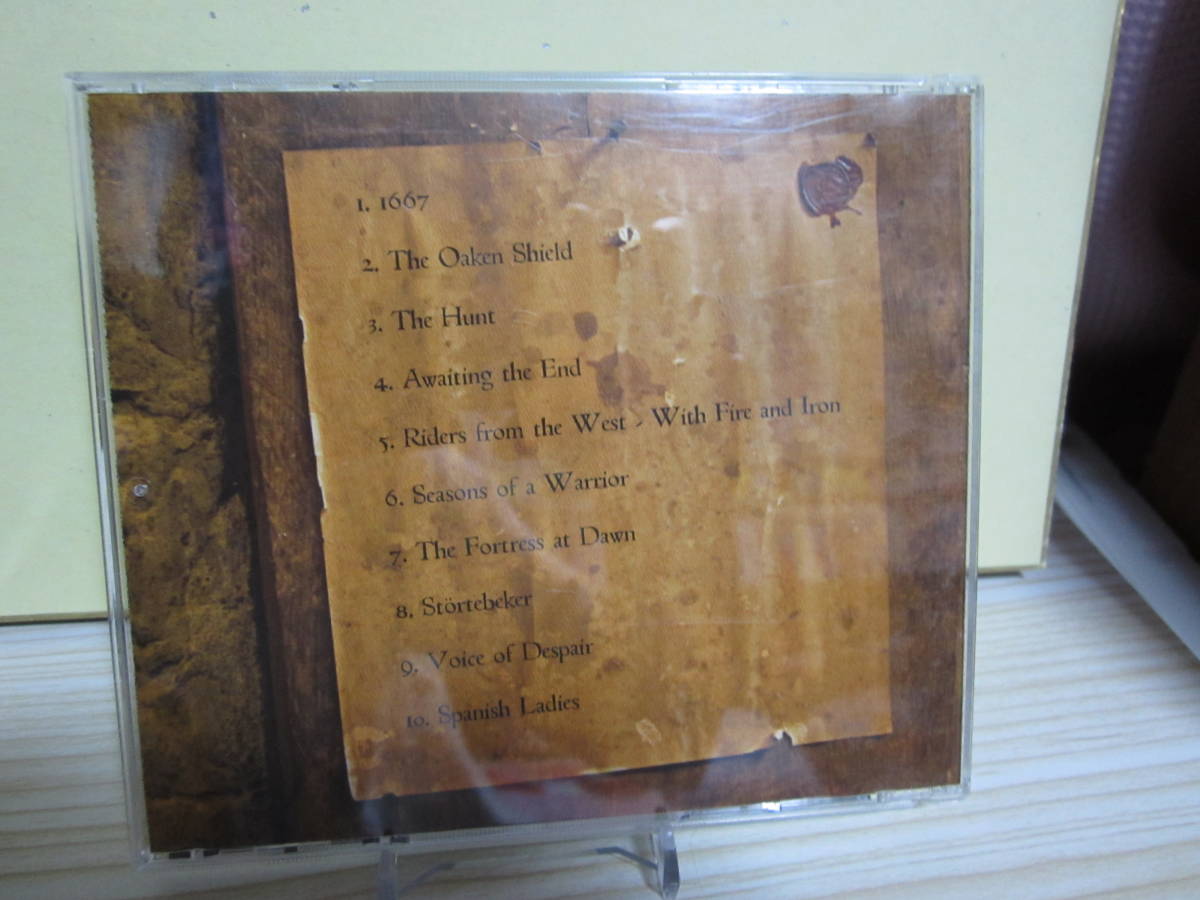 1. 1667
2. The Oaken Shield
3. The Hunt
4. Awaiting the End
5. Riders from the West > With Fire and Iron
6. Seasons of a Warrior
7. The Fortress at Dawn
8. Störtebeker
9. Voice of Despair
10. Spanish Ladies